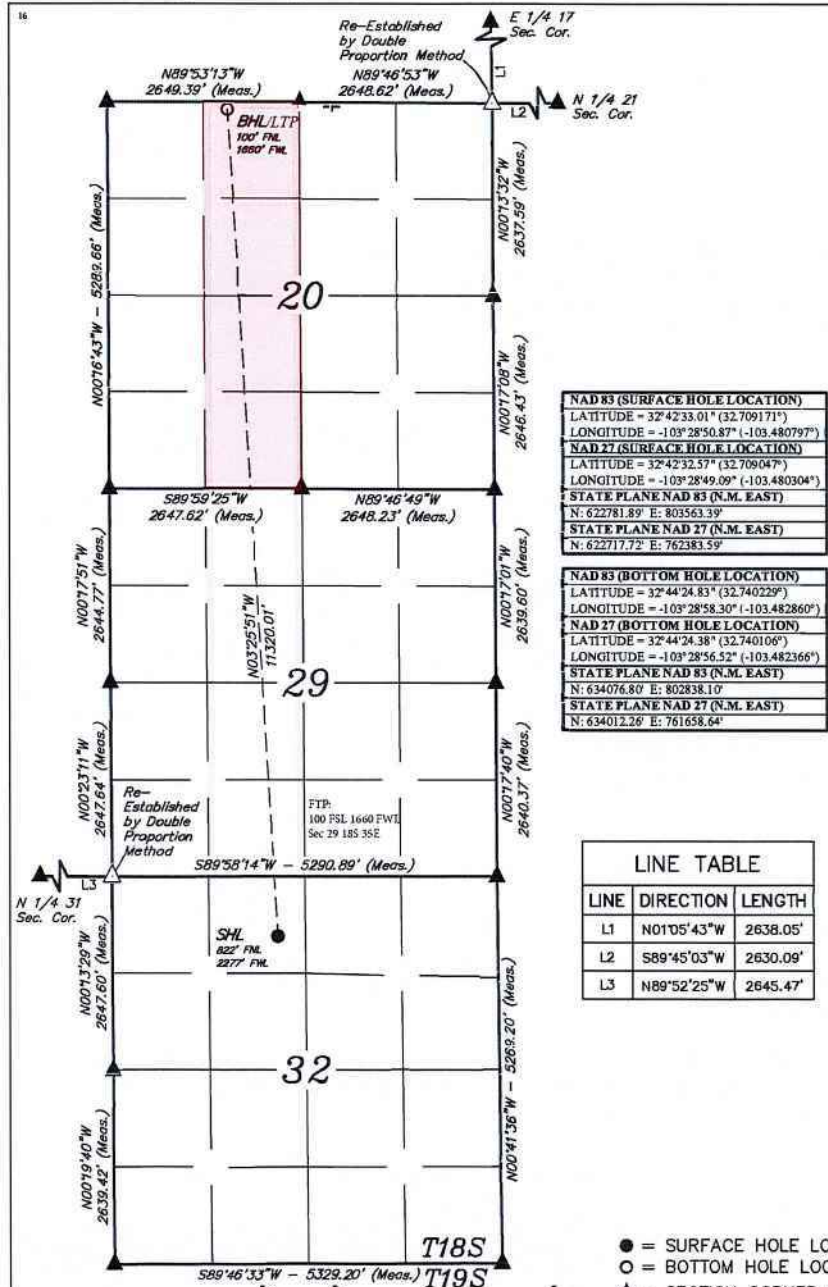 16
Re-Established
by Double
Proportion Method
E 1/4 17
Sec. Cor.
L1
N89°53'13"W
2649.39' (Meas.)
N89°46'53"W
2648.62' (Meas.)
L2
N 1/4 21
Sec. Cor.
BHL/LTP
100' FNL
1660' FWL
N00°13'32"W
2637.59' (Meas.)
N00°16'43"W - 5289.66' (Meas.)
20
N00°17'08"W
2646.43' (Meas.)
S89°59'25"W
2647.62' (Meas.)
N89°46'49"W
2648.23' (Meas.)
NAD 83 (SURFACE HOLE LOCATION)
LATITUDE = 32°42'33.01" (32.709171°)
LONGITUDE = -103°28'50.87" (-103.480797°)
NAD 27 (SURFACE HOLE LOCATION)
LATITUDE = 32°42'32.57" (32.709047°)
LONGITUDE = -103°28'49.09" (-103.480304°)
STATE PLANE NAD 83 (N.M. EAST)
N: 622781.89' E: 803563.39'
STATE PLANE NAD 27 (N.M. EAST)
N: 622717.72' E: 762383.59'
NAD 83 (BOTTOM HOLE LOCATION)
LATITUDE = 32°44'24.83" (32.740229°)
LONGITUDE = -103°28'58.30" (-103.482860°)
NAD 27 (BOTTOM HOLE LOCATION)
LATITUDE = 32°44'24.38" (32.740106°)
LONGITUDE = -103°28'56.52" (-103.482366°)
STATE PLANE NAD 83 (N.M. EAST)
N: 634076.80' E: 802838.10'
STATE PLANE NAD 27 (N.M. EAST)
N: 634012.26' E: 761658.64'
N00°17'51"W
2644.77' (Meas.)
N03°25'51"W
11320.01'
N00°17'01"W
2639.60' (Meas.)
29
N00°23'11"W
2647.64' (Meas.)
N00°17'40"W
2640.37' (Meas.)
Re-
Established
by Double
Proportion
Method
FTP:
100 FSL 1660 FWL
Sec 29 18S 35E
S89°58'14"W - 5290.89' (Meas.)
L3
N 1/4 31
Sec. Cor.
SHL
822' FNL
2277' FWL
LINE TABLE
LINE DIRECTION LENGTH
L1 N01°05'43"W 2638.05'
L2 S89°45'03"W 2630.09'
L3 N89°52'25"W 2645.47'
N00°13'29"W
2647.60' (Meas.)
32
N00°41'36"W - 5269.20' (Meas.)
N00°19'40"W
2639.42' (Meas.)
T18S
S89°46'33"W - 5329.20' (Meas.)
T19S
● = SURFACE HOLE LO
○ = BOTTOM HOLE LOC